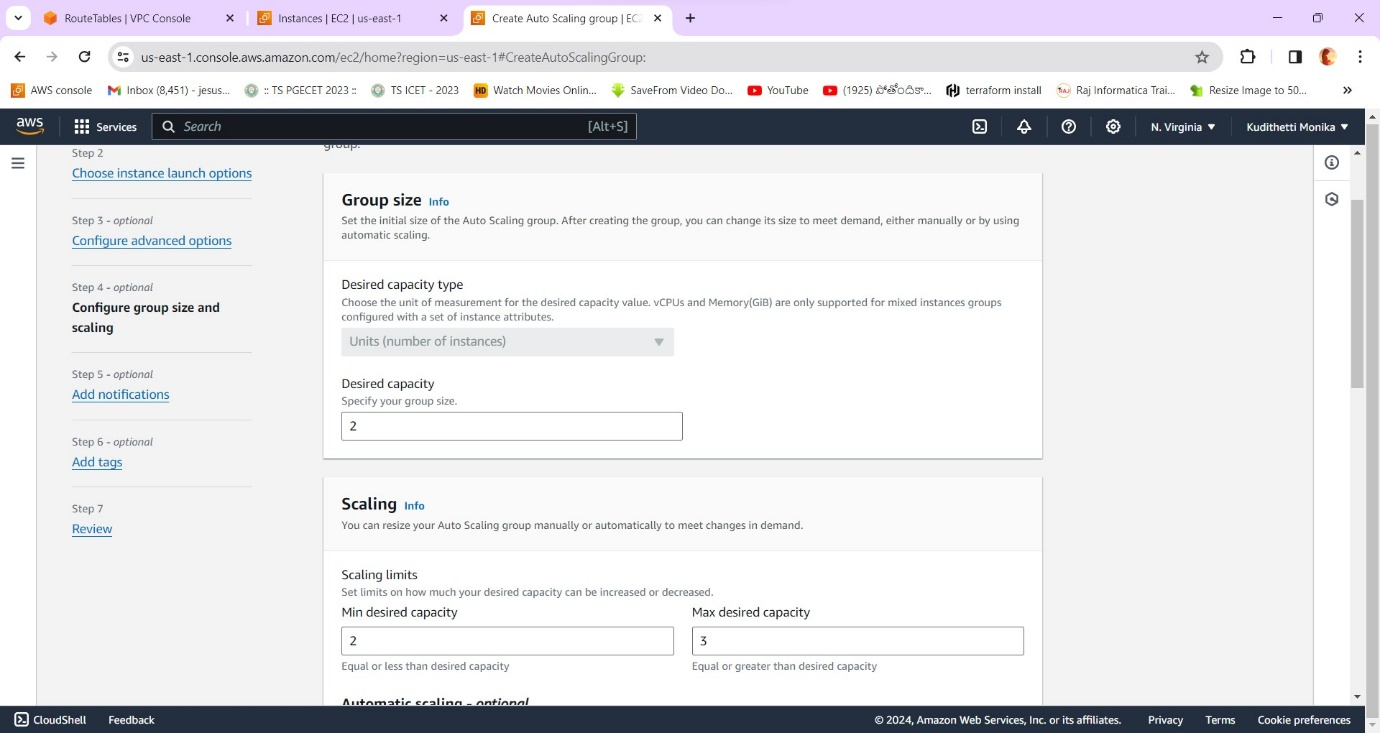 RouteTables | VPC Console
Instances | EC2 | us-east-1
Create Auto Scaling group | EC
us-east-1.console.aws.amazon.com/ec2/home?region=us-east-1#CreateAutoScalingGroup:
AWS console
Inbox (8,451) - jesus...
:: TS PGECET 2023 ::
TS ICET - 2023
HD Watch Movies Onlin...
SaveFrom Video Do...
YouTube
(1925)
terraform install
Raj Informatica Trai...
Resize Image to 50...
aws
Services
Search
[Alt+S]
N. Virginia
Kudithetti Monika
Step 2
Choose instance launch options
Step 3 - optional
Configure advanced options
Step 4 - optional
Configure group size and
scaling
Step 5 - optional
Add notifications
Step 6 - optional
Add tags
Step 7
Review
group.
Group size Info
Set the initial size of the Auto Scaling group. After creating the group, you can change its size to meet demand, either manually or by using
automatic scaling.
Desired capacity type
Choose the unit of measurement for the desired capacity value. vCPUs and Memory(GiB) are only supported for mixed instances groups
configured with a set of instance attributes.
Units (number of instances)
Desired capacity
Specify your group size.
2
Scaling Info
You can resize your Auto Scaling group manually or automatically to meet changes in demand.
Scaling limits
Set limits on how much your desired capacity can be increased or decreased.
Min desired capacity
Max desired capacity
2
3
Equal or less than desired capacity
Equal or greater than desired capacity
Automatic scaling - optional
CloudShell
Feedback
© 2024, Amazon Web Services, Inc. or its affiliates.
Privacy
Terms
Cookie preferences